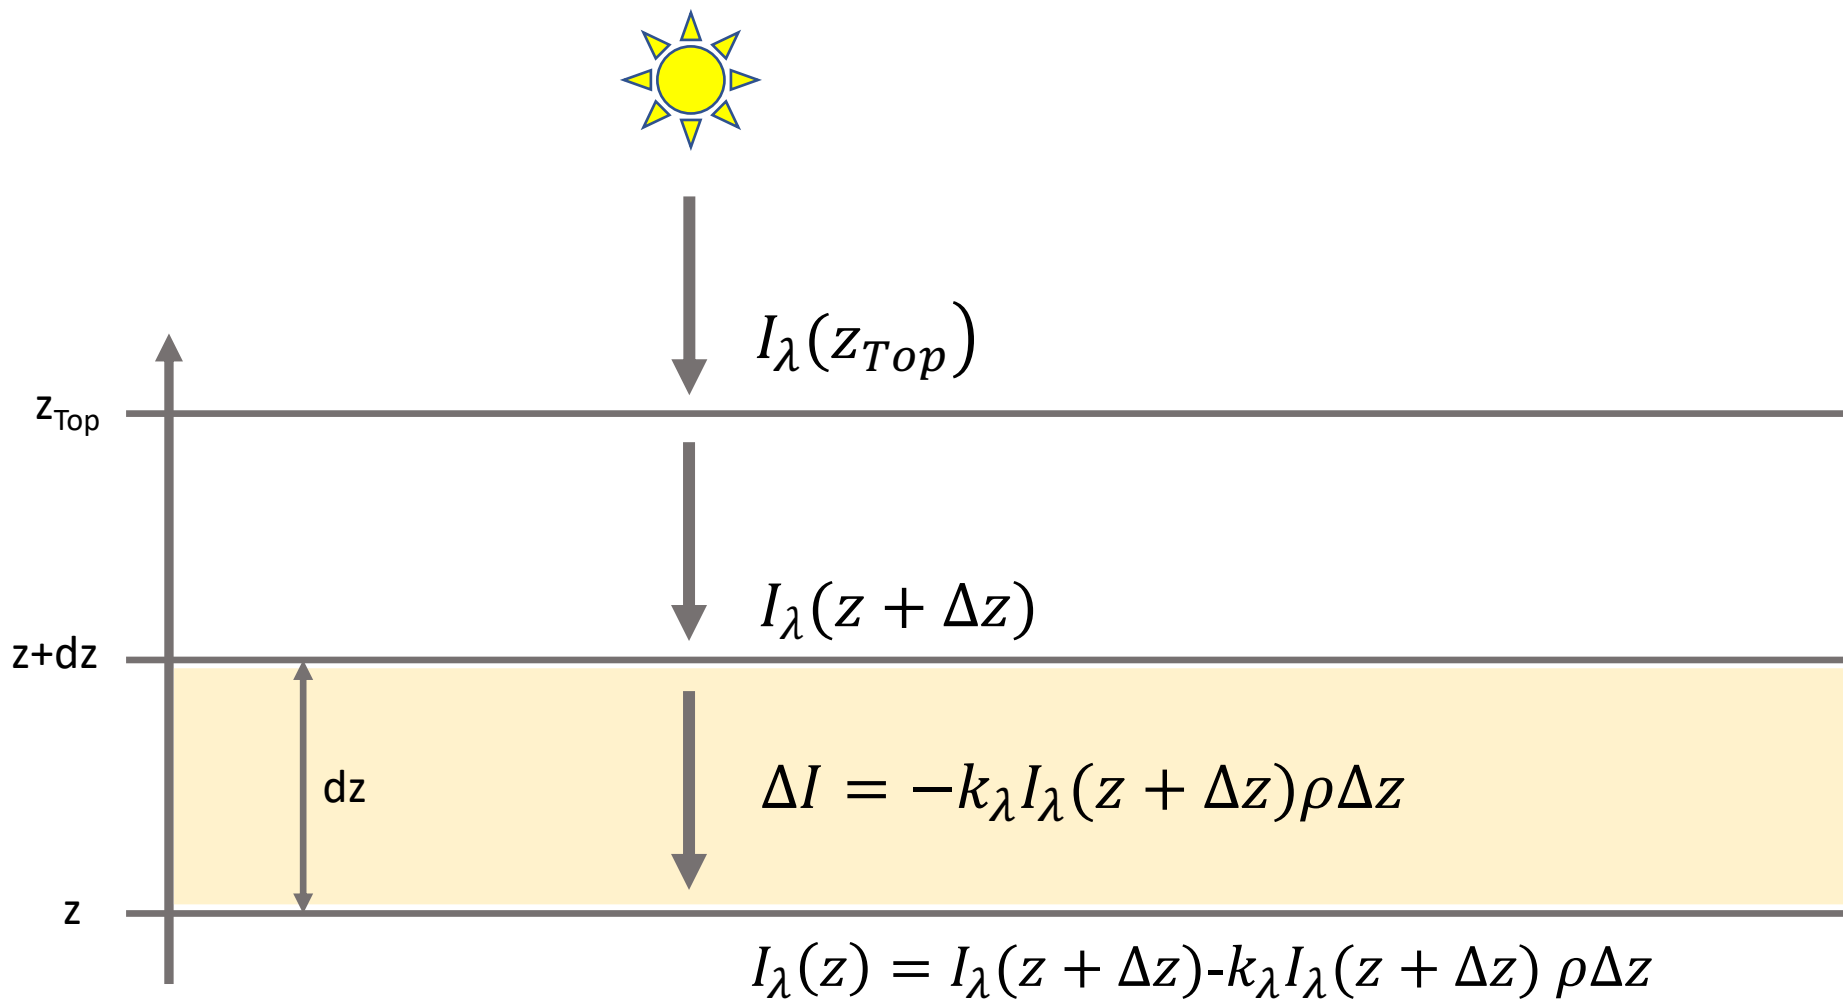 I_λ(z_Top)
z_Top
I_λ(z + Δz)
z+dz
dz
ΔI = −k_λI_λ(z + Δz)ρΔz
z
I_λ(z) = I_λ(z + Δz)-k_λI_λ(z + Δz) ρΔz